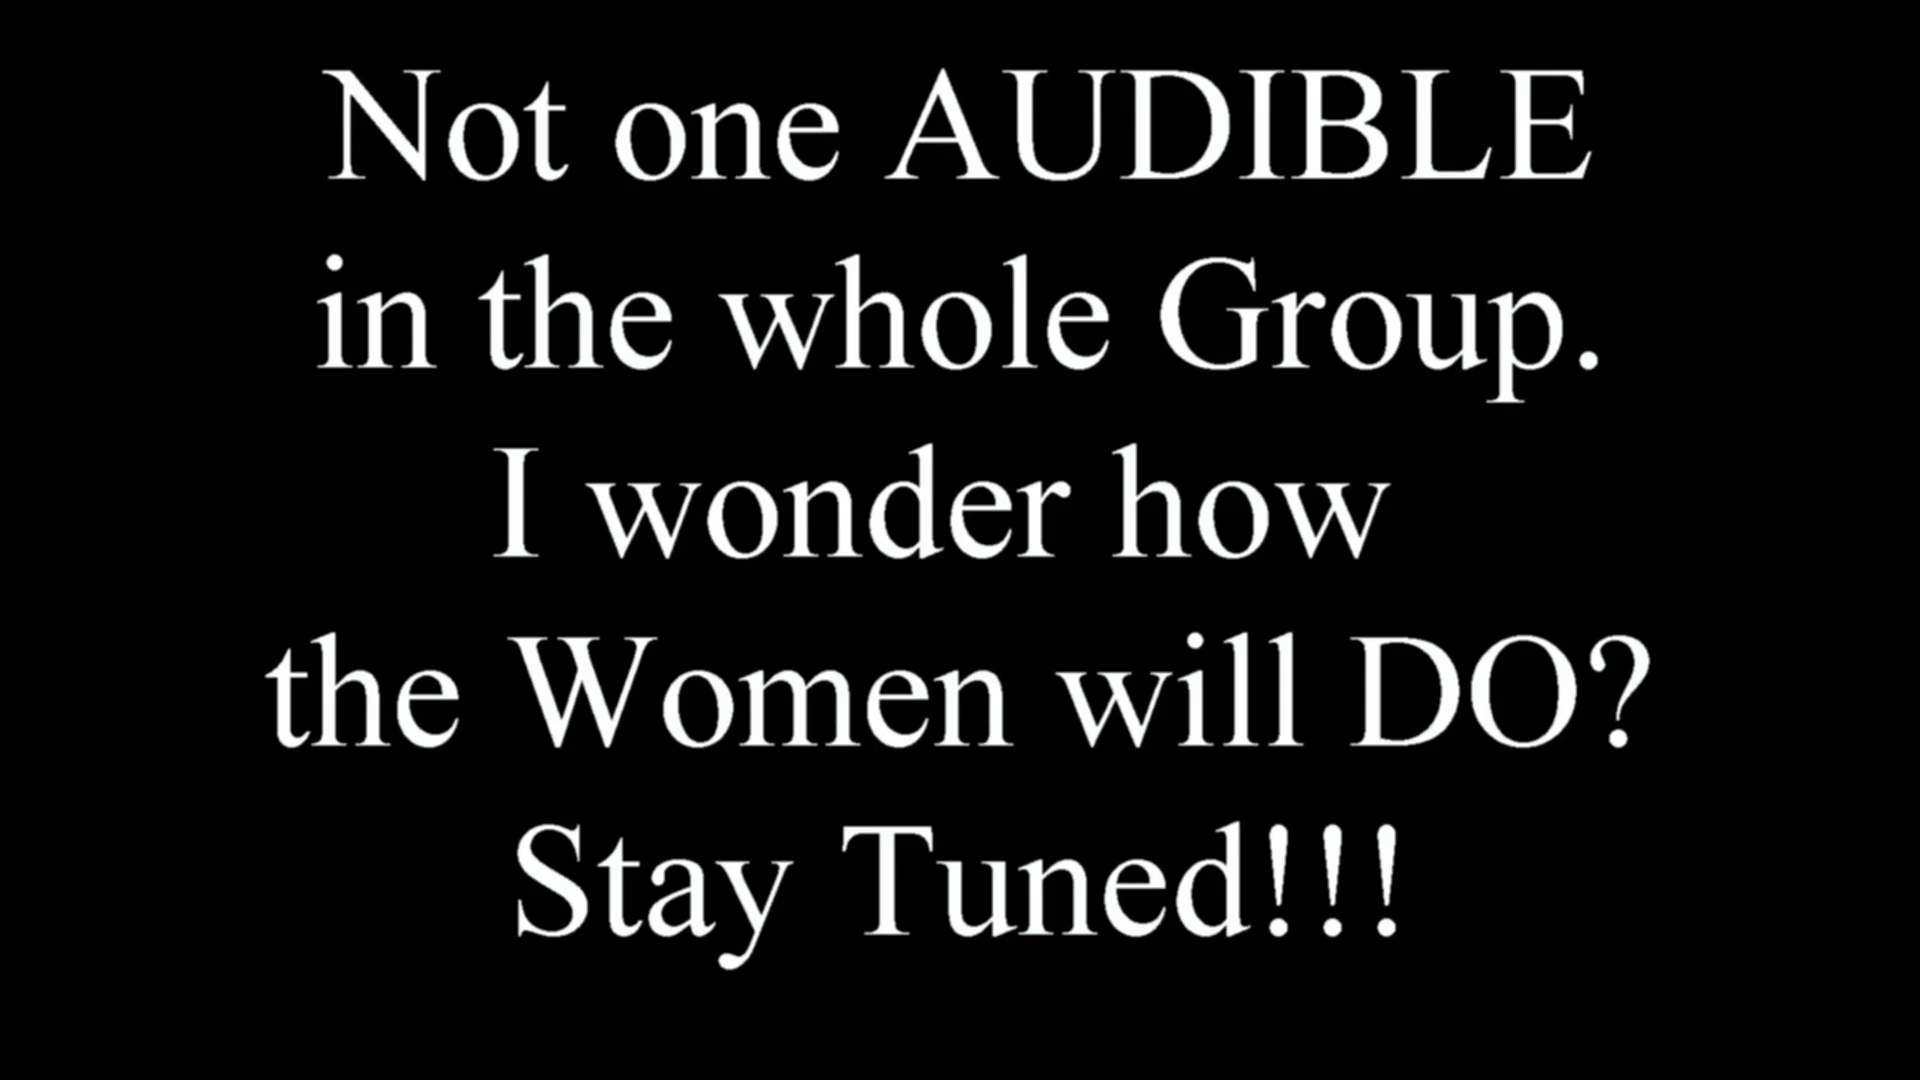 Not one AUDIBLE
in the whole Group.
I wonder how
the Women will DO?
Stay Tuned!!!